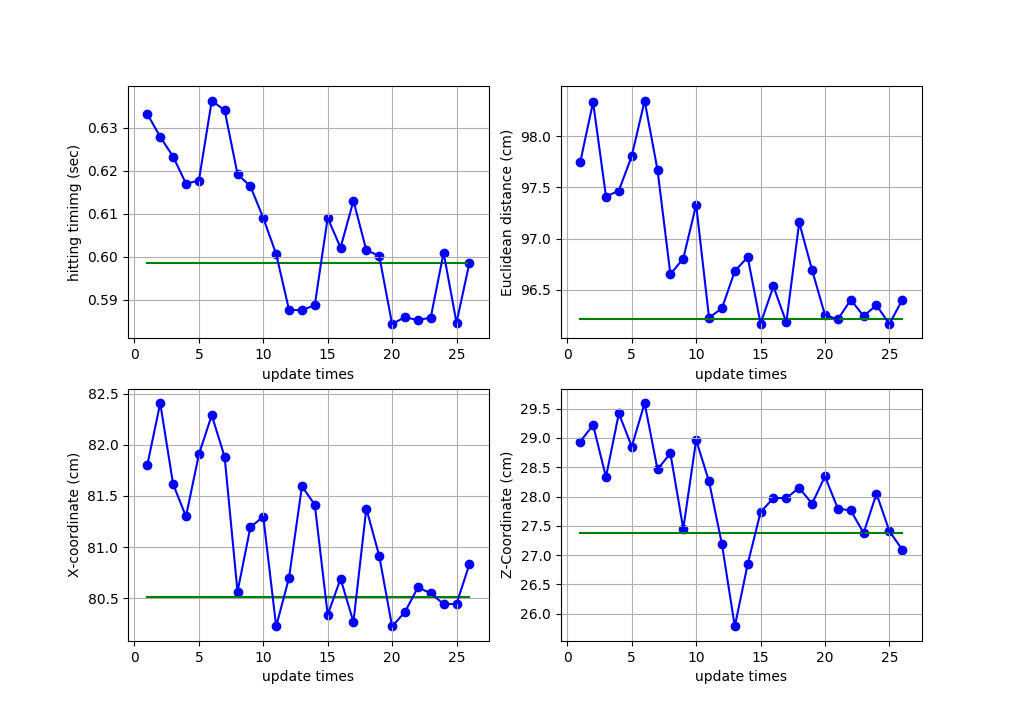 hitting timimg (sec)
0.63
0.62
0.61
0.60
0.59
0 5 10 15 20 25
update times
Euclidean distance (cm)
98.0
97.5
97.0
96.5
0 5 10 15 20 25
update times
X-coordinate (cm)
82.5
82.0
81.5
81.0
80.5
0 5 10 15 20 25
update times
Z-Coordinate (cm)
29.5
29.0
28.5
28.0
27.5
27.0
26.5
26.0
0 5 10 15 20 25
update times